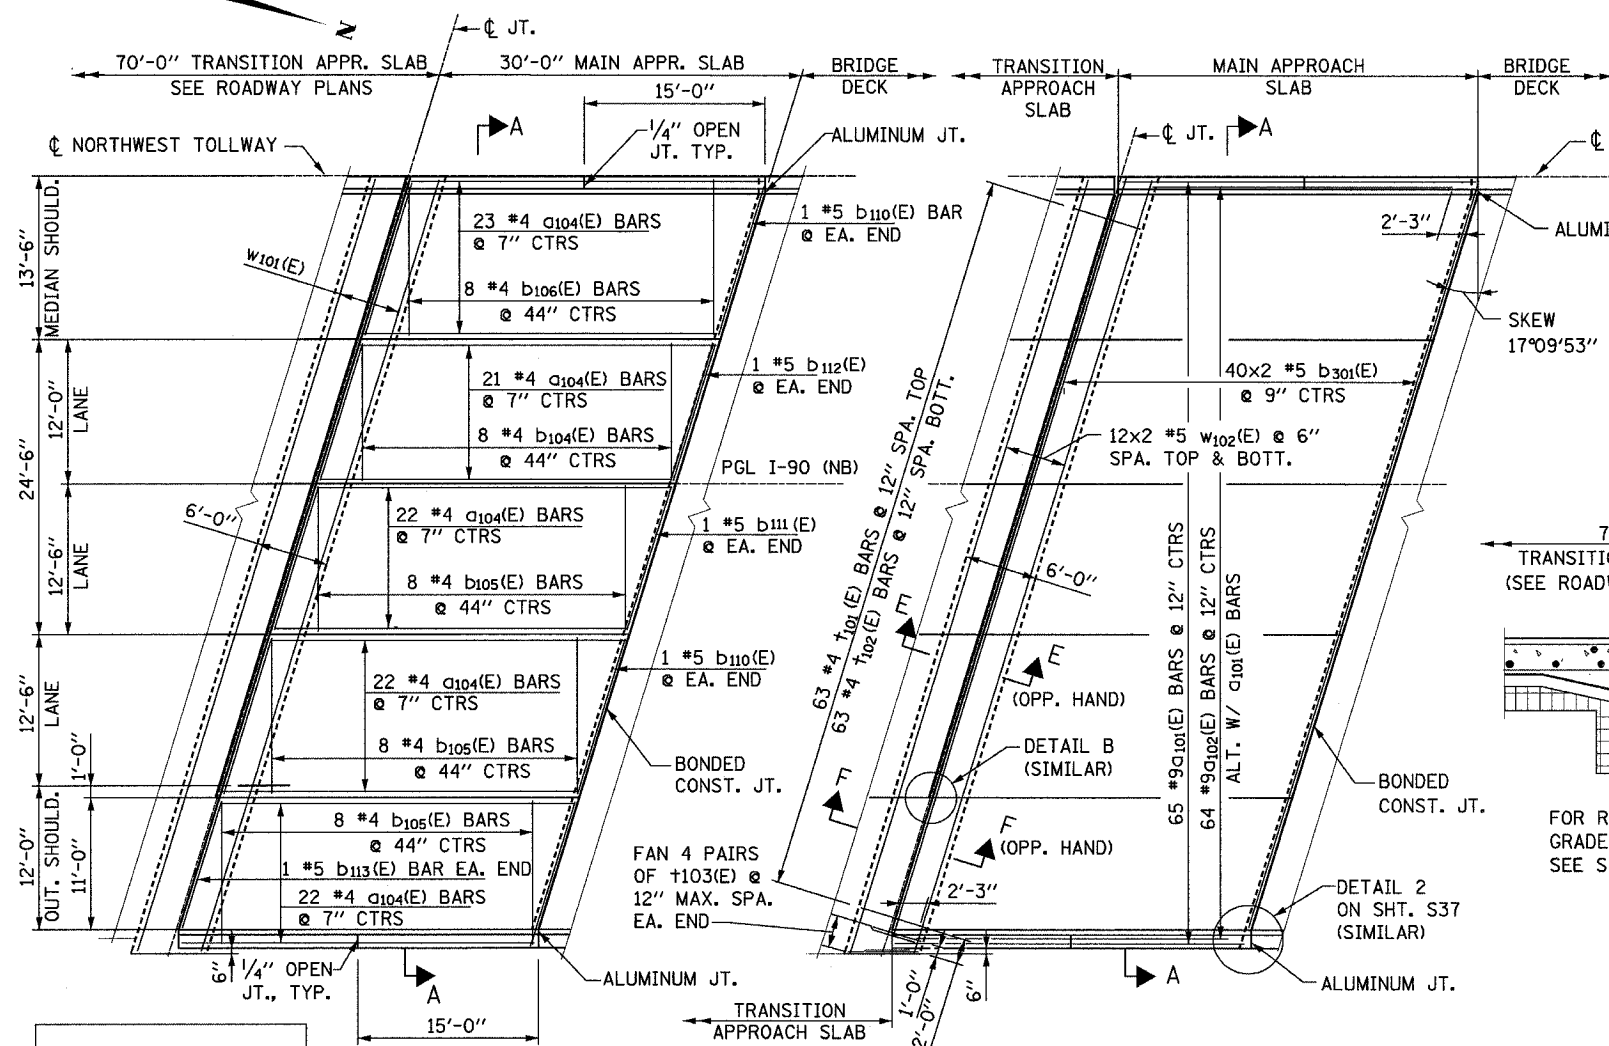 N
℄ JT.
70'-0" TRANSITION APPR. SLAB
SEE ROADWAY PLANS
30'-0" MAIN APPR. SLAB
BRIDGE
DECK
15'-0"
A
1/4" OPEN
JT. TYP.
ALUMINUM JT.
℄ NORTHWEST TOLLWAY
13'-6"
MEDIAN SHOULD.
23 #4 a104(E) BARS
@ 7" CTRS
1 #5 b110(E) BAR
@ EA. END
W101(E)
8 #4 b106(E) BARS
@ 44" CTRS
24'-6"
12'-0"
LANE
21 #4 a104(E) BARS
@ 7" CTRS
1 #5 b112(E)
@ EA. END
8 #4 b104(E) BARS
@ 44" CTRS
PGL I-90 (NB)
12'-6"
LANE
6'-0"
22 #4 a104(E) BARS
@ 7" CTRS
1 #5 b111(E)
@ EA. END
8 #4 b105(E) BARS
@ 44" CTRS
12'-6"
LANE
22 #4 a104(E) BARS
@ 7" CTRS
1 #5 b110(E)
@ EA. END
8 #4 b105(E) BARS
@ 44" CTRS
BONDED
CONST. JT.
1'-0"
12'-0"
OUT. SHOULD.
11'-0"
8 #4 b105(E) BARS
@ 44" CTRS
1 #5 b113(E) BAR EA. END
22 #4 a104(E) BARS
@ 7" CTRS
6"
1/4" OPEN
JT., TYP.
A
ALUMINUM JT.
15'-0"
TRANSITION
APPROACH
SLAB
MAIN APPROACH
SLAB
BRIDGE
DECK
℄ JT.
A
℄
2'-3"
ALUMI
SKEW
17°09'53"
40x2 #5 b301(E)
@ 9" CTRS
12x2 #5 w102(E) @ 6"
SPA. TOP & BOTT.
63 #4 t101(E) BARS @ 12" SPA. TOP
63 #4 t102(E) BARS @ 12" SPA. BOTT.
6'-0"
E
E
(OPP. HAND)
65 #9a101(E) BARS @ 12" CTRS
64 #9a102(E) BARS @ 12" CTRS
ALT. W/ a101(E) BARS
DETAIL B
(SIMILAR)
F
F
(OPP. HAND)
BONDED
CONST. JT.
FAN 4 PAIRS
OF t103(E) @
12" MAX. SPA.
EA. END
2'-3"
DETAIL 2
ON SHT. S37
(SIMILAR)
1'-0"
2'-0"
6"
A
ALUMINUM JT.
TRANSITION
APPROACH SLAB
7
TRANSITIO
(SEE ROADW
FOR R
GRADE
SEE S